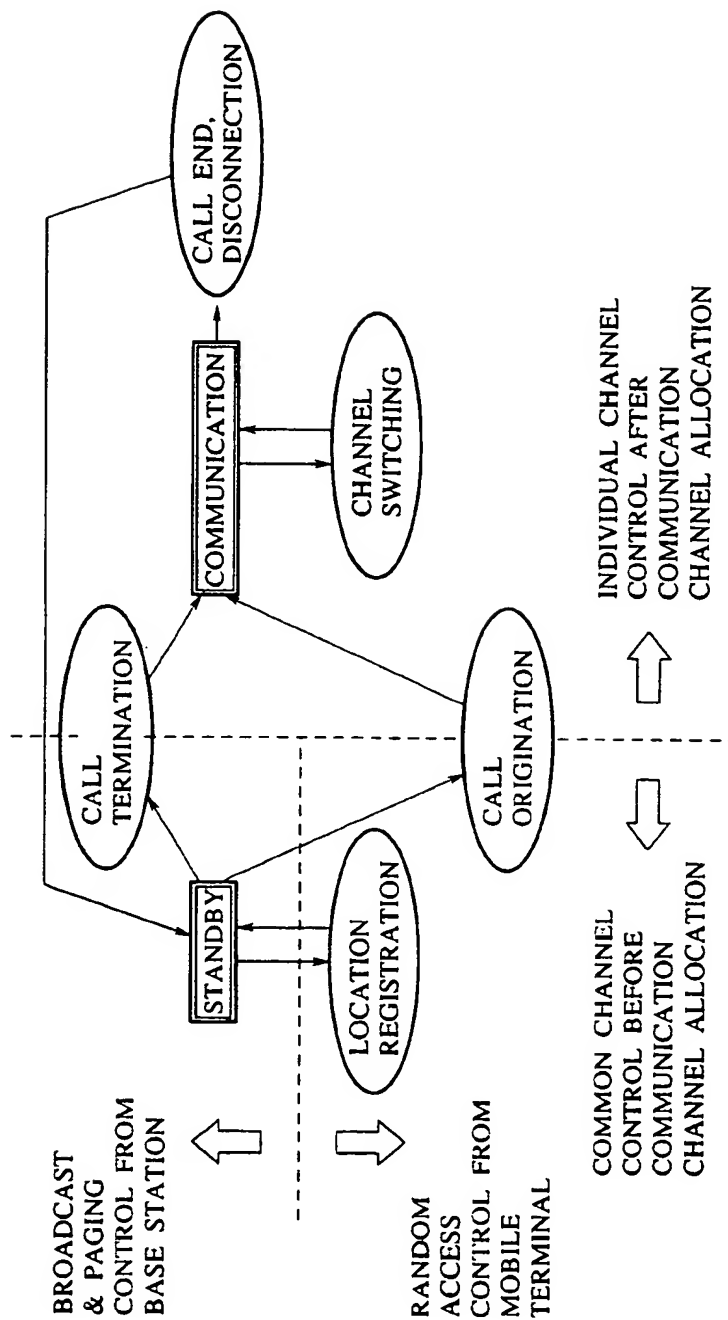 BROADCAST
& PAGING
CONTROL FROM
BASE STATION
RANDOM
ACCESS
CONTROL FROM
MOBILE
TERMINAL
STANDBY
LOCATION
REGISTRATION
CALL
TERMINATION
CALL
ORIGINATION
COMMUNICATION
CHANNEL
SWITCHING
CALL END,
DISCONNECTION
COMMON CHANNEL
CONTROL BEFORE
COMMUNICATION
CHANNEL ALLOCATION
INDIVIDUAL CHANNEL
CONTROL AFTER
COMMUNICATION
CHANNEL ALLOCATION